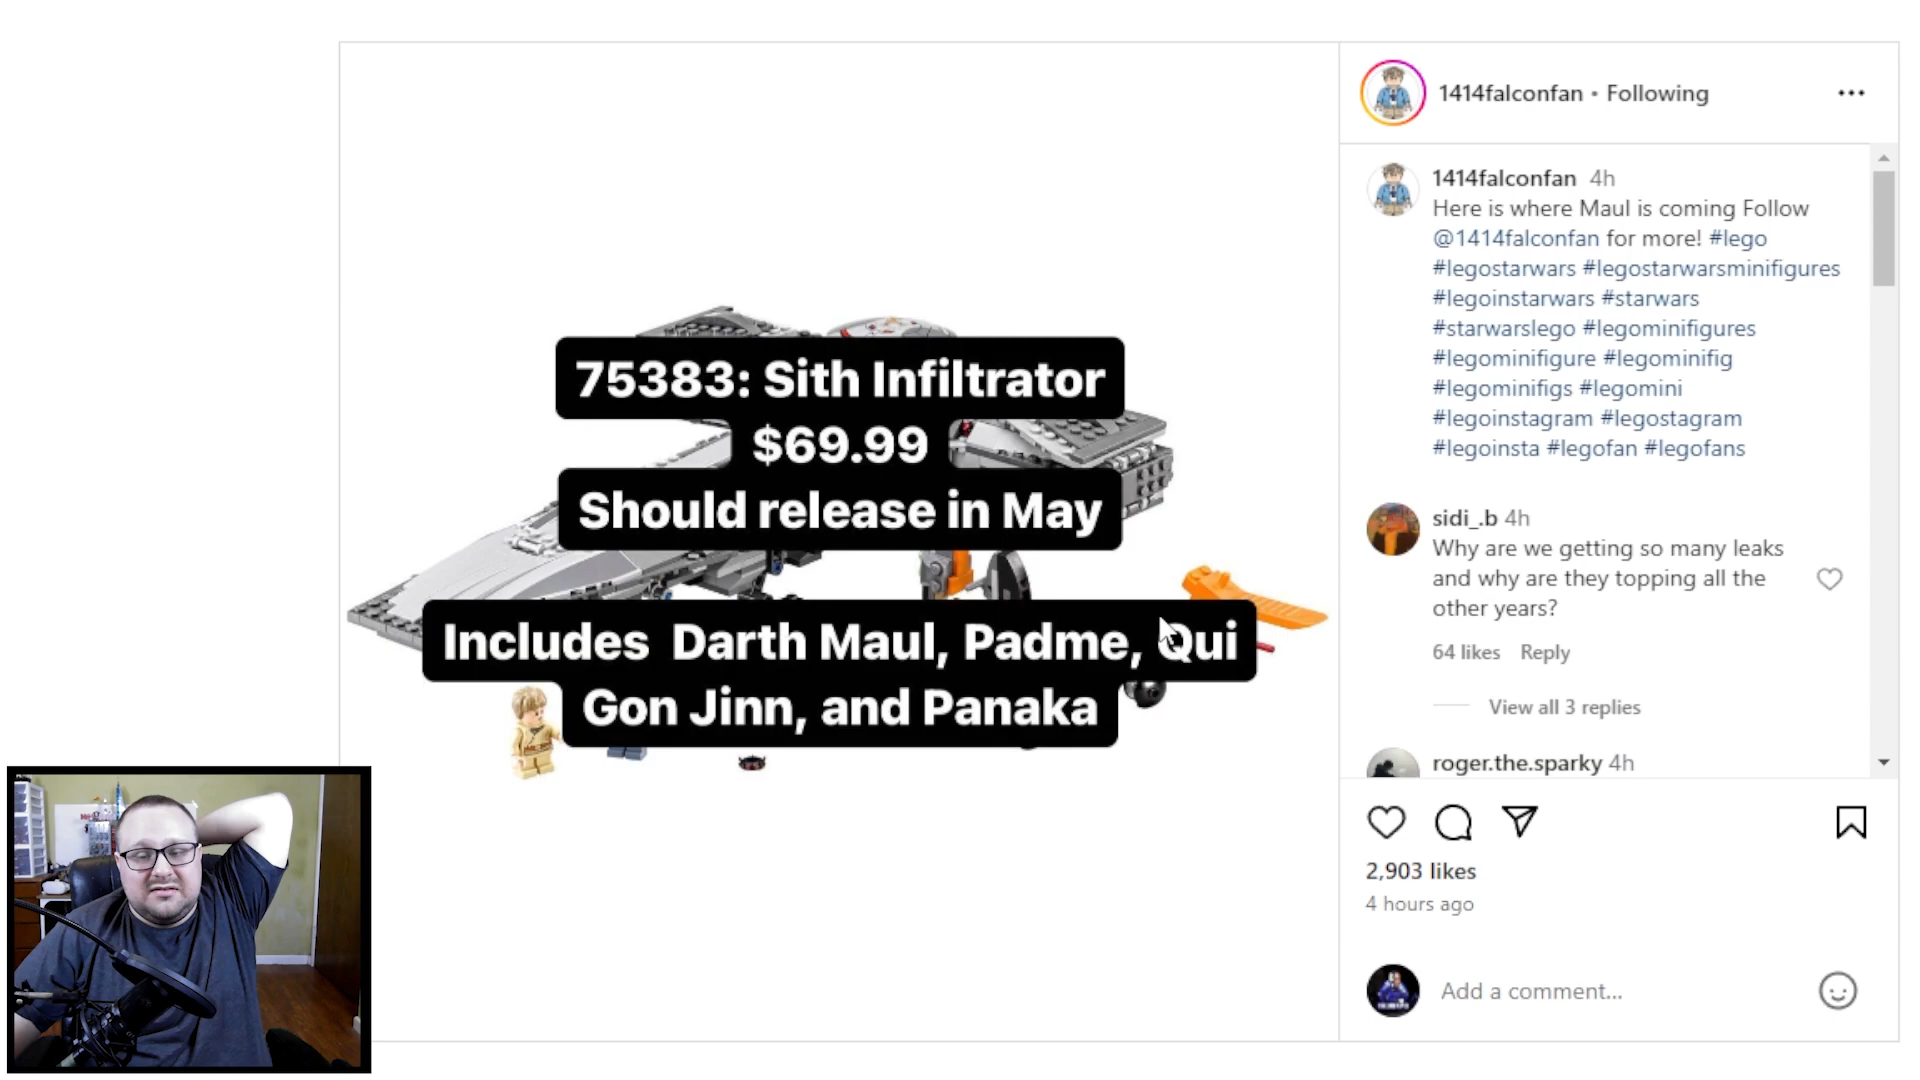 75383: Sith Infiltrator
$69.99
Should release in May
Includes  Darth Maul, Padme, Qui
Gon Jinn, and Panaka
1414falconfan • Following
1414falconfan 4h
Here is where Maul is coming Follow
@1414falconfan for more! #lego
#legostarwars #legostarwarsminifigures
#legoinstarwars #starwars
#starwarslego #legominifigures
#legominifigure #legominifig
#legominifigs #legomini
#legoinstagram #legostagram
#legoinsta #legofan #legofans
sidi_.b 4h
Why are we getting so many leaks
and why are they topping all the
other years?
64 likes Reply
View all 3 replies
roger.the.sparky 4h
2,903 likes
4 hours ago
Add a comment...